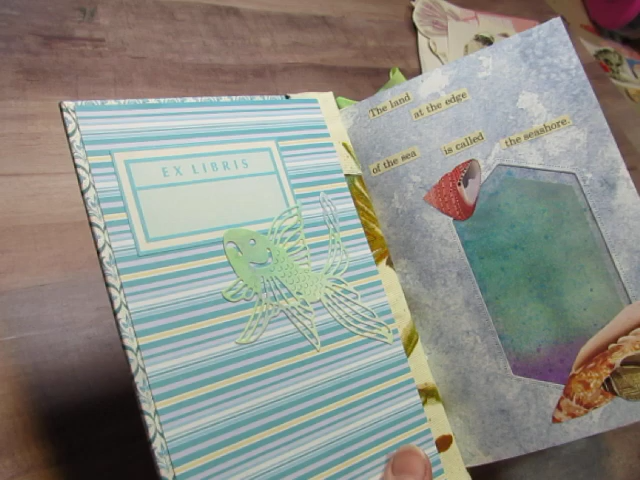 EX LIBRIS
The land at the edge
of the sea is called the seashore.